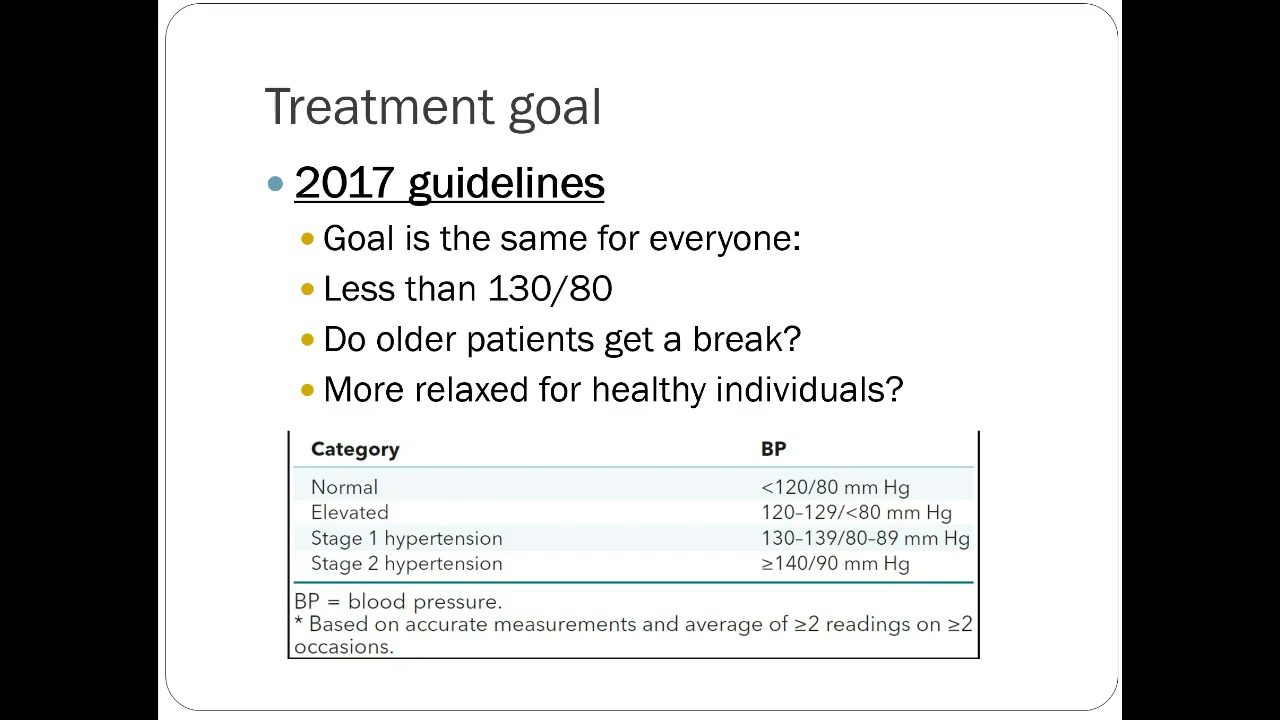 Treatment goal
2017 guidelines
Goal is the same for everyone:
Less than 130/80
Do older patients get a break?
More relaxed for healthy individuals?
Category BP
Normal <120/80 mm Hg
Elevated 120–129/<80 mm Hg
Stage 1 hypertension 130–139/80–89 mm Hg
Stage 2 hypertension ≥140/90 mm Hg
BP = blood pressure.
* Based on accurate measurements and average of ≥2 readings on ≥2
occasions.